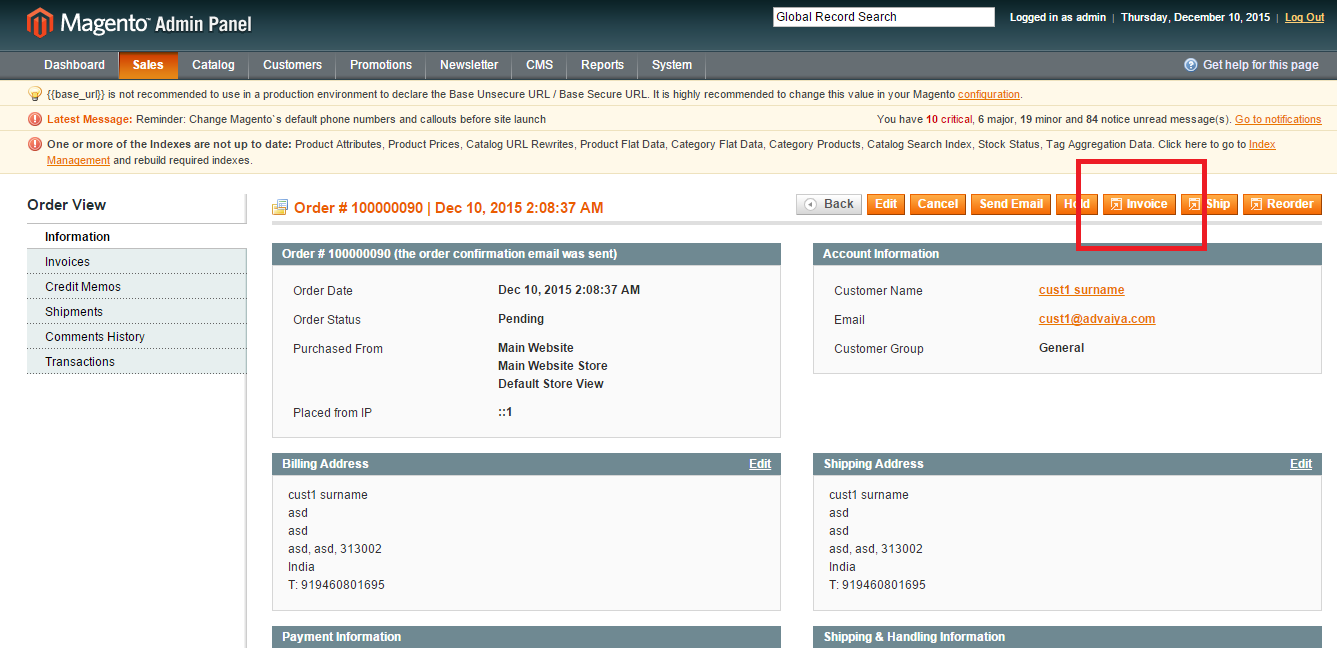 Magento Admin Panel
Global Record Search
Logged in as admin | Thursday, December 10, 2015 | Log Out
Dashboard Sales Catalog Customers Promotions Newsletter CMS Reports System Get help for this page
{{base_url}} is not recommended to use in a production environment to declare the Base Unsecure URL / Base Secure URL. It is highly recommended to change this value in your Magento configuration.
Latest Message: Reminder: Change Magento`s default phone numbers and callouts before site launch
You have 10 critical, 6 major, 19 minor and 84 notice unread message(s). Go to notifications
One or more of the Indexes are not up to date: Product Attributes, Product Prices, Catalog URL Rewrites, Product Flat Data, Category Flat Data, Category Products, Catalog Search Index, Stock Status, Tag Aggregation Data. Click here to go to Index
Management and rebuild required indexes.
Order View
Information
Invoices
Credit Memos
Shipments
Comments History
Transactions
Order # 100000090 | Dec 10, 2015 2:08:37 AM
Back Edit Cancel Send Email Hold Invoice Ship Reorder
Order # 100000090 (the order confirmation email was sent)
Order Date Dec 10, 2015 2:08:37 AM
Order Status Pending
Purchased From Main Website
Main Website Store
Default Store View
Placed from IP ::1
Account Information
Customer Name cust1 surname
Email cust1@advaiya.com
Customer Group General
Billing Address Edit
cust1 surname
asd
asd
asd, asd, 313002
India
T: 919460801695
Shipping Address Edit
cust1 surname
asd
asd
asd, asd, 313002
India
T: 919460801695
Payment Information
Shipping & Handling Information